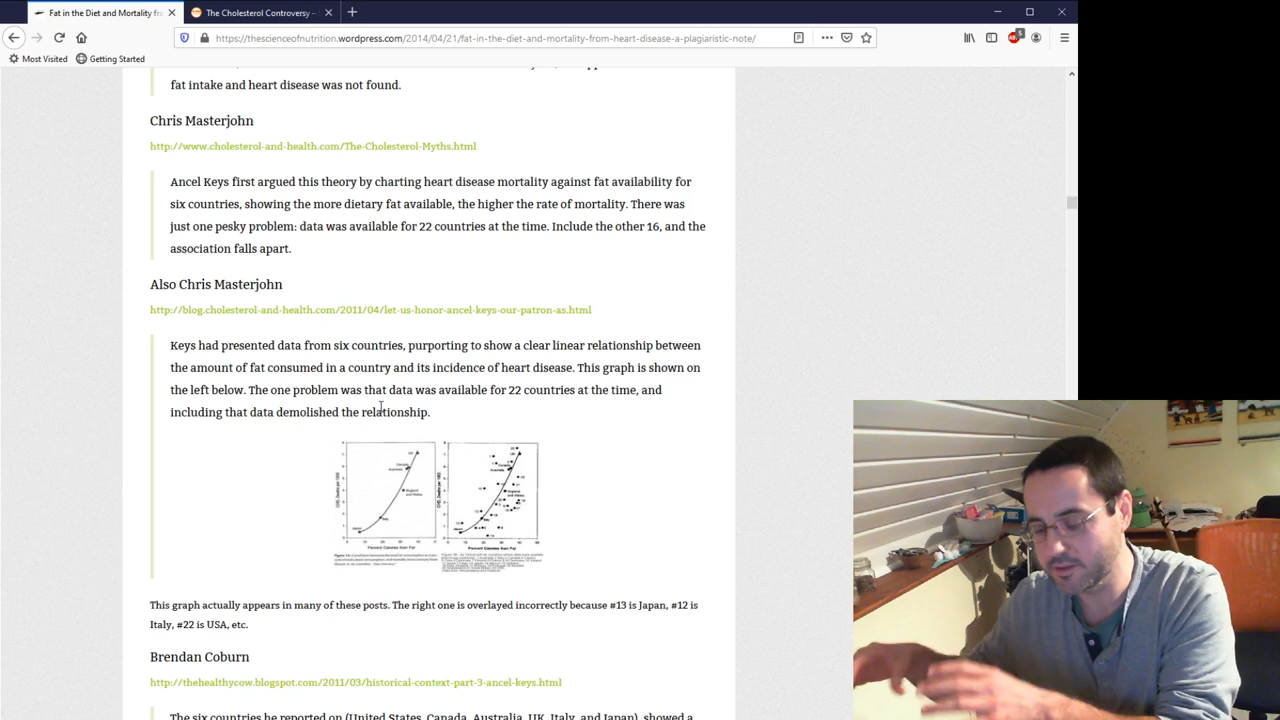 Fat in the Diet and Mortality fro
The Cholesterol Controversy –
https://thescienceofnutrition.wordpress.com/2014/04/21/fat-in-the-diet-and-mortality-from-heart-disease-a-plagiaristic-note/
Most Visited
Getting Started
fat intake and heart disease was not found.
Chris Masterjohn
http://www.cholesterol-and-health.com/The-Cholesterol-Myths.html
Ancel Keys first argued this theory by charting heart disease mortality against fat availability for
six countries, showing the more dietary fat available, the higher the rate of mortality. There was
just one pesky problem: data was available for 22 countries at the time. Include the other 16, and the
association falls apart.
Also Chris Masterjohn
http://blog.cholesterol-and-health.com/2011/04/let-us-honor-ancel-keys-our-patron-as.html
Keys had presented data from six countries, purporting to show a clear linear relationship between
the amount of fat consumed in a country and its incidence of heart disease. This graph is shown on
the left below. The one problem was that data was available for 22 countries at the time, and
including that data demolished the relationship.
Percent Calories from Fat
Percent Calories from Fat
This graph actually appears in many of these posts. The right one is overlayed incorrectly because #13 is Japan, #12 is
Italy, #22 is USA, etc.
Brendan Coburn
http://thehealthycow.blogspot.com/2011/03/historical-context-part-3-ancel-keys.html
The six countries he reported on (United States, Canada, Australia, UK, Italy, and Japan), showed a